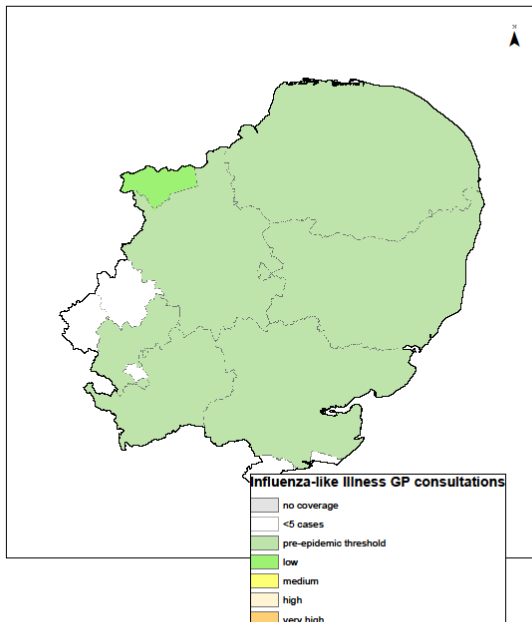 N
Influenza-like Illness GP consultations
no coverage
<5 cases
pre-epidemic threshold
low
medium
high
very high